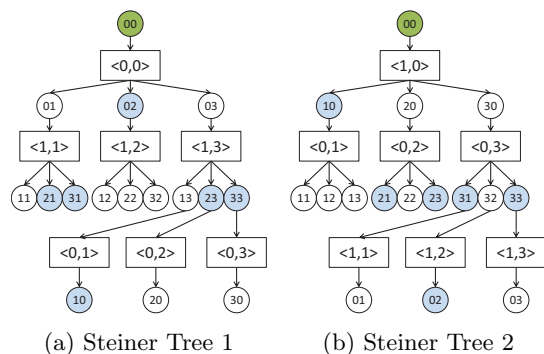 00 00
<0,0> <1,0>
01 02 03 10 20 30
<1,1> <1,2> <1,3> <0,1> <0,2> <0,3>
11 21 31 12 22 32 13 23 33 11 12 13 21 22 23 31 32 33
<0,1> <0,2> <0,3> <1,1> <1,2> <1,3>
10 20 30 01 02 03
(a) Steiner Tree 1 (b) Steiner Tree 2